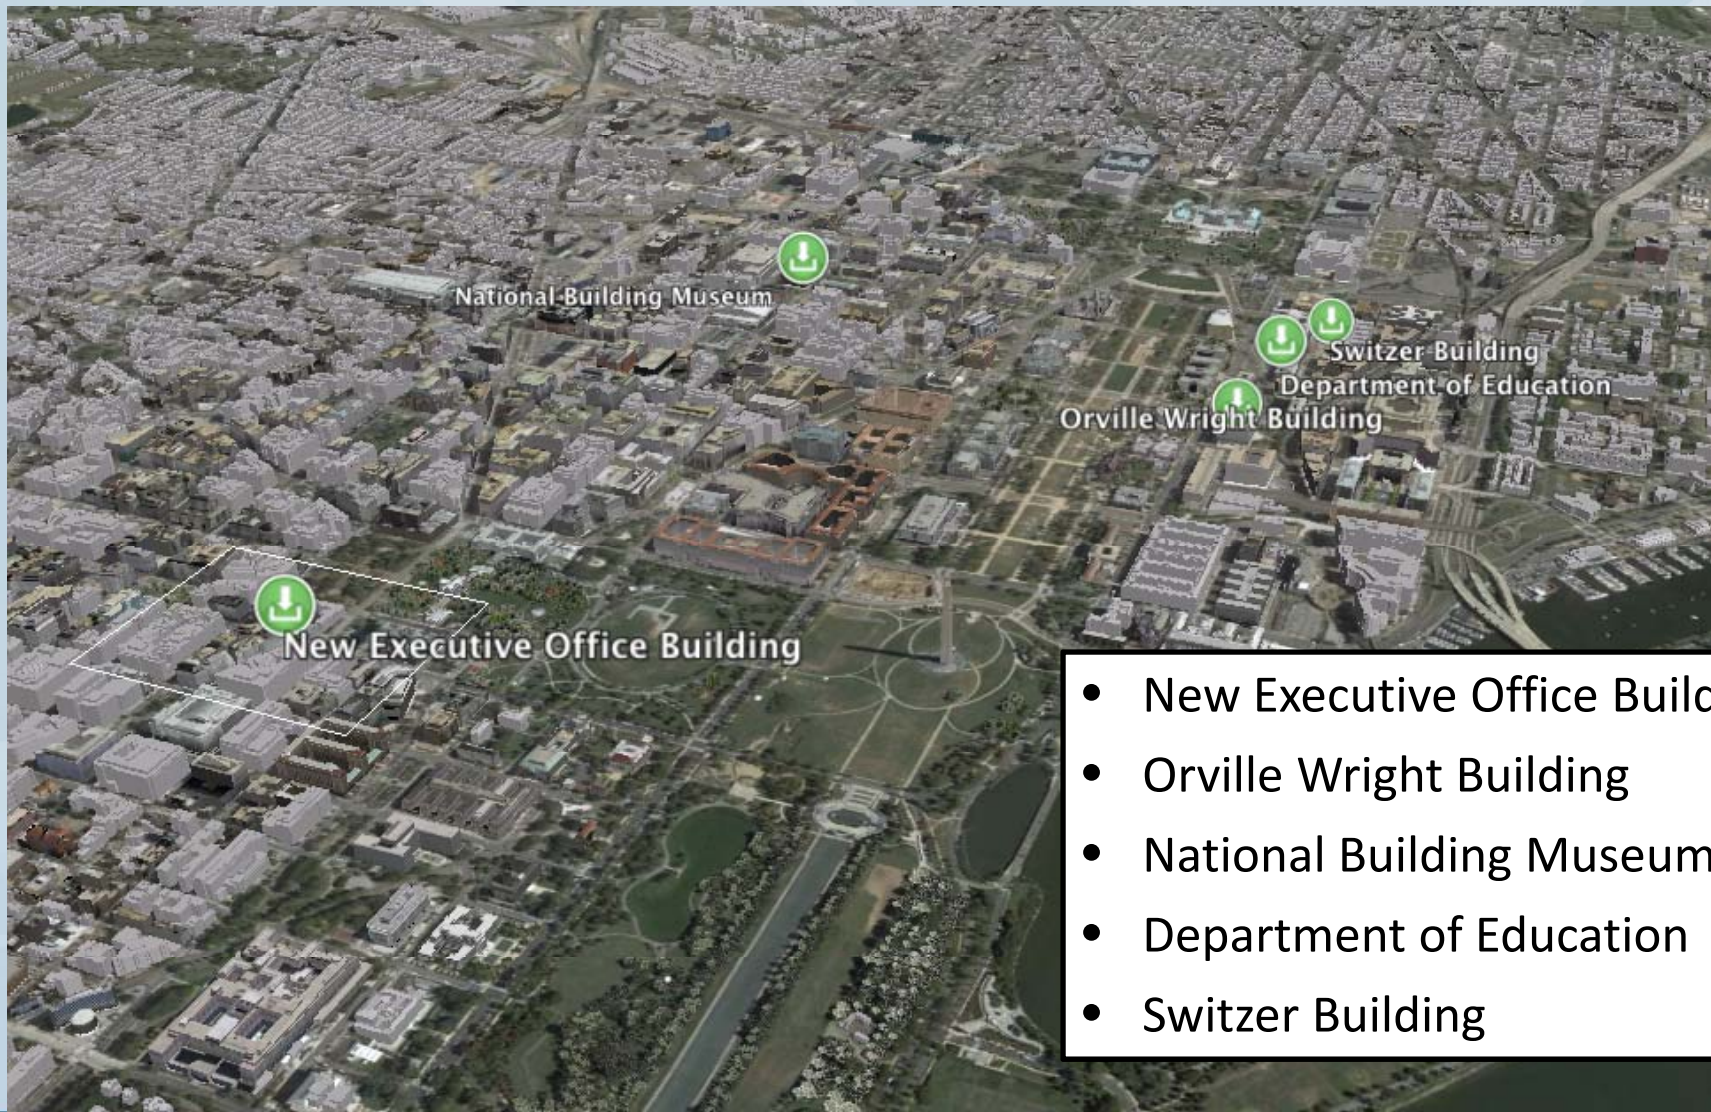 National Building Museum
Switzer Building
Department of Education
Orville Wright Building
New Executive Office Building
• New Executive Office Build
• Orville Wright Building
• National Building Museum
• Department of Education
• Switzer Building